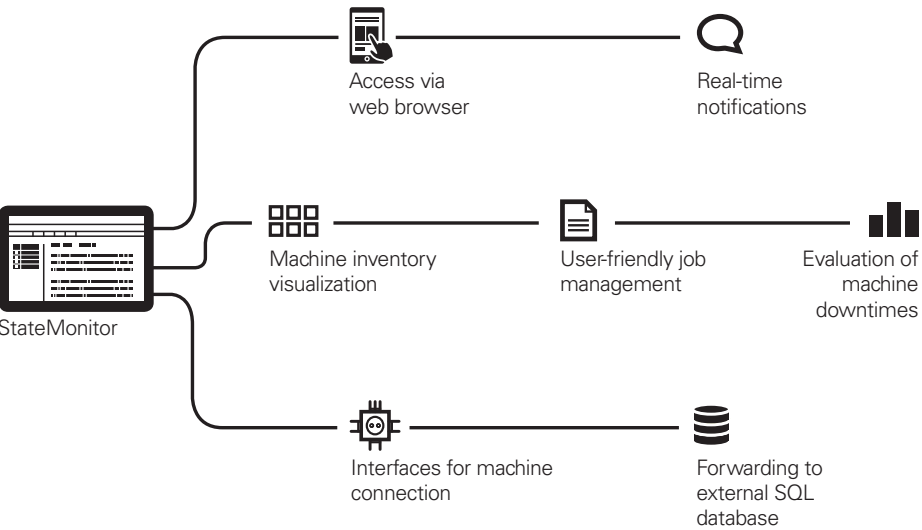 Access via
web browser
Real-time
notifications
Machine inventory
visualization
User-friendly job
management
Evaluation of
machine
downtimes
StateMonitor
Interfaces for machine
connection
Forwarding to
external SQL
database